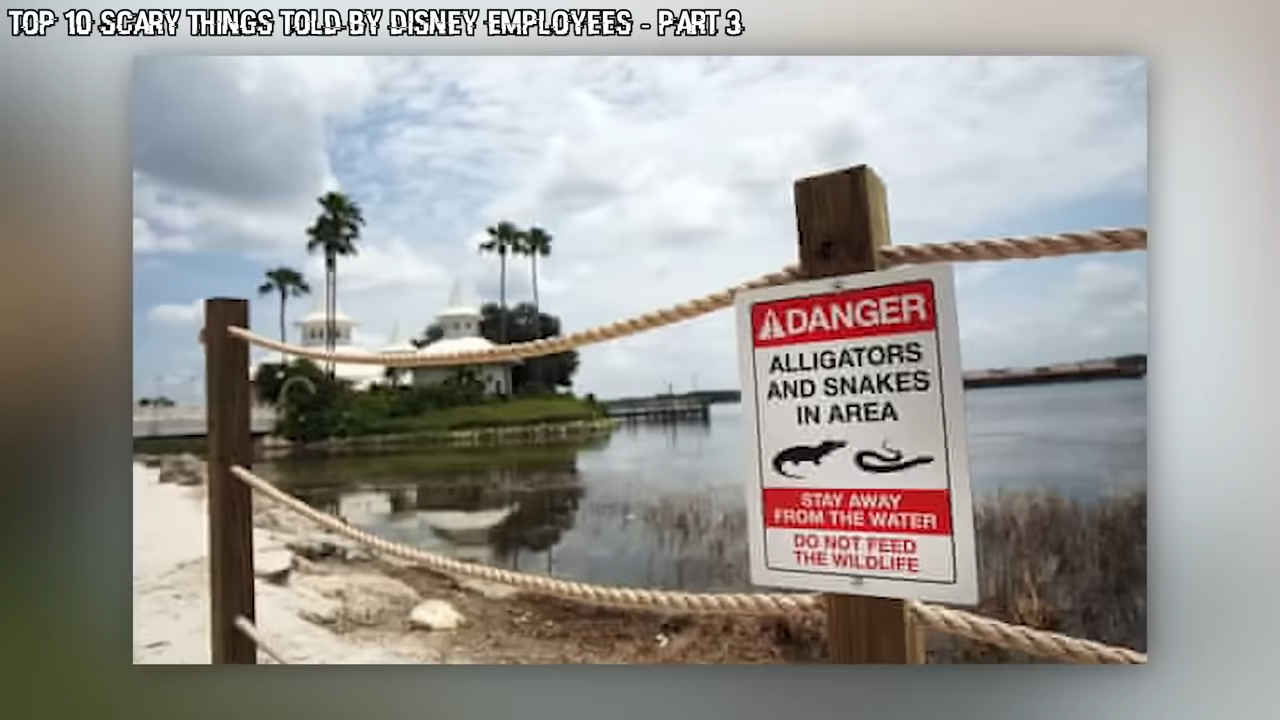 TOP 10 SCARY THINGS TOLD BY DISNEY EMPLOYEES - PART 3
DANGER
ALLIGATORS
AND SNAKES
IN AREA
STAY AWAY
FROM THE WATER
DO NOT FEED
THE WILDLIFE